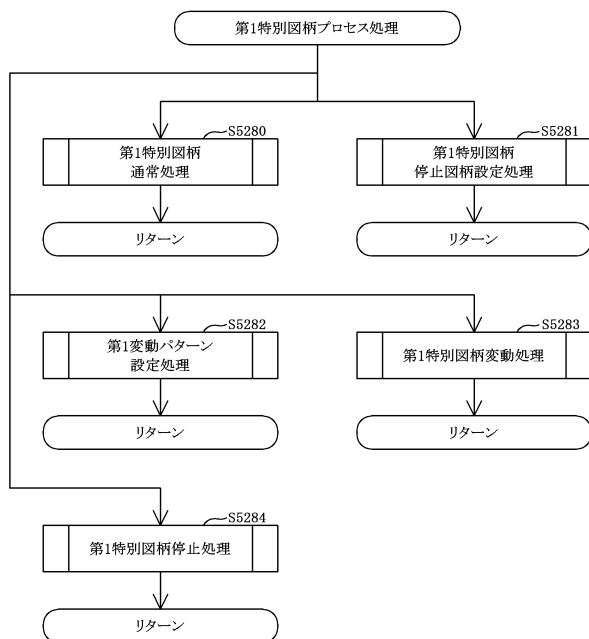 第1特別図柄プロセス処理
S5280
第1特別図柄
通常処理
S5281
第1特別図柄
停止図柄設定処理
リターン
リターン
S5282
第1変動パターン
設定処理
S5283
第1特別図柄変動処理
リターン
リターン
S5284
第1特別図柄停止処理
リターン